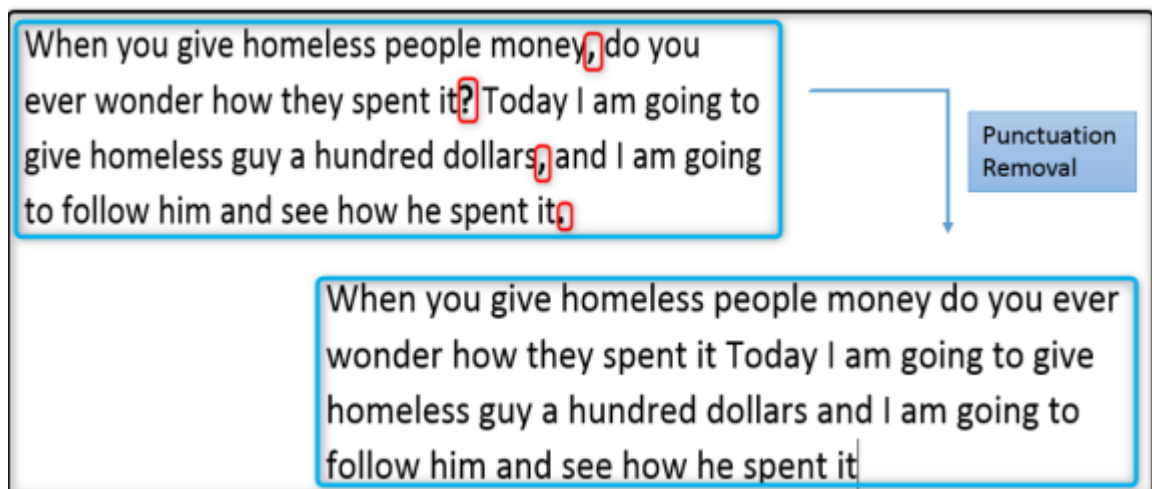 When you give homeless people money, do you
ever wonder how they spent it? Today I am going to
give homeless guy a hundred dollars, and I am going
to follow him and see how he spent it.
Punctuation
Removal
When you give homeless people money do you ever
wonder how they spent it Today I am going to give
homeless guy a hundred dollars and I am going to
follow him and see how he spent it